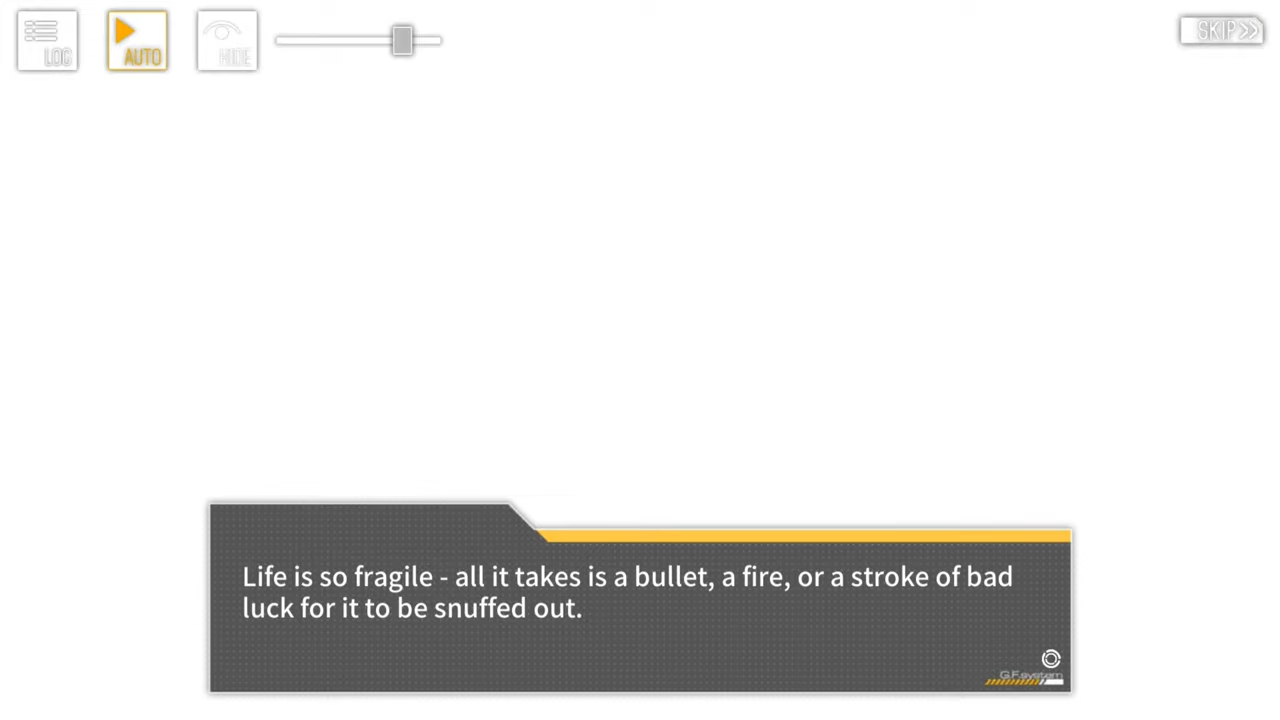 LOG
AUTO
HIDE
SKIP
Life is so fragile - all it takes is a bullet, a fire, or a stroke of bad
luck for it to be snuffed out.
G.F.system